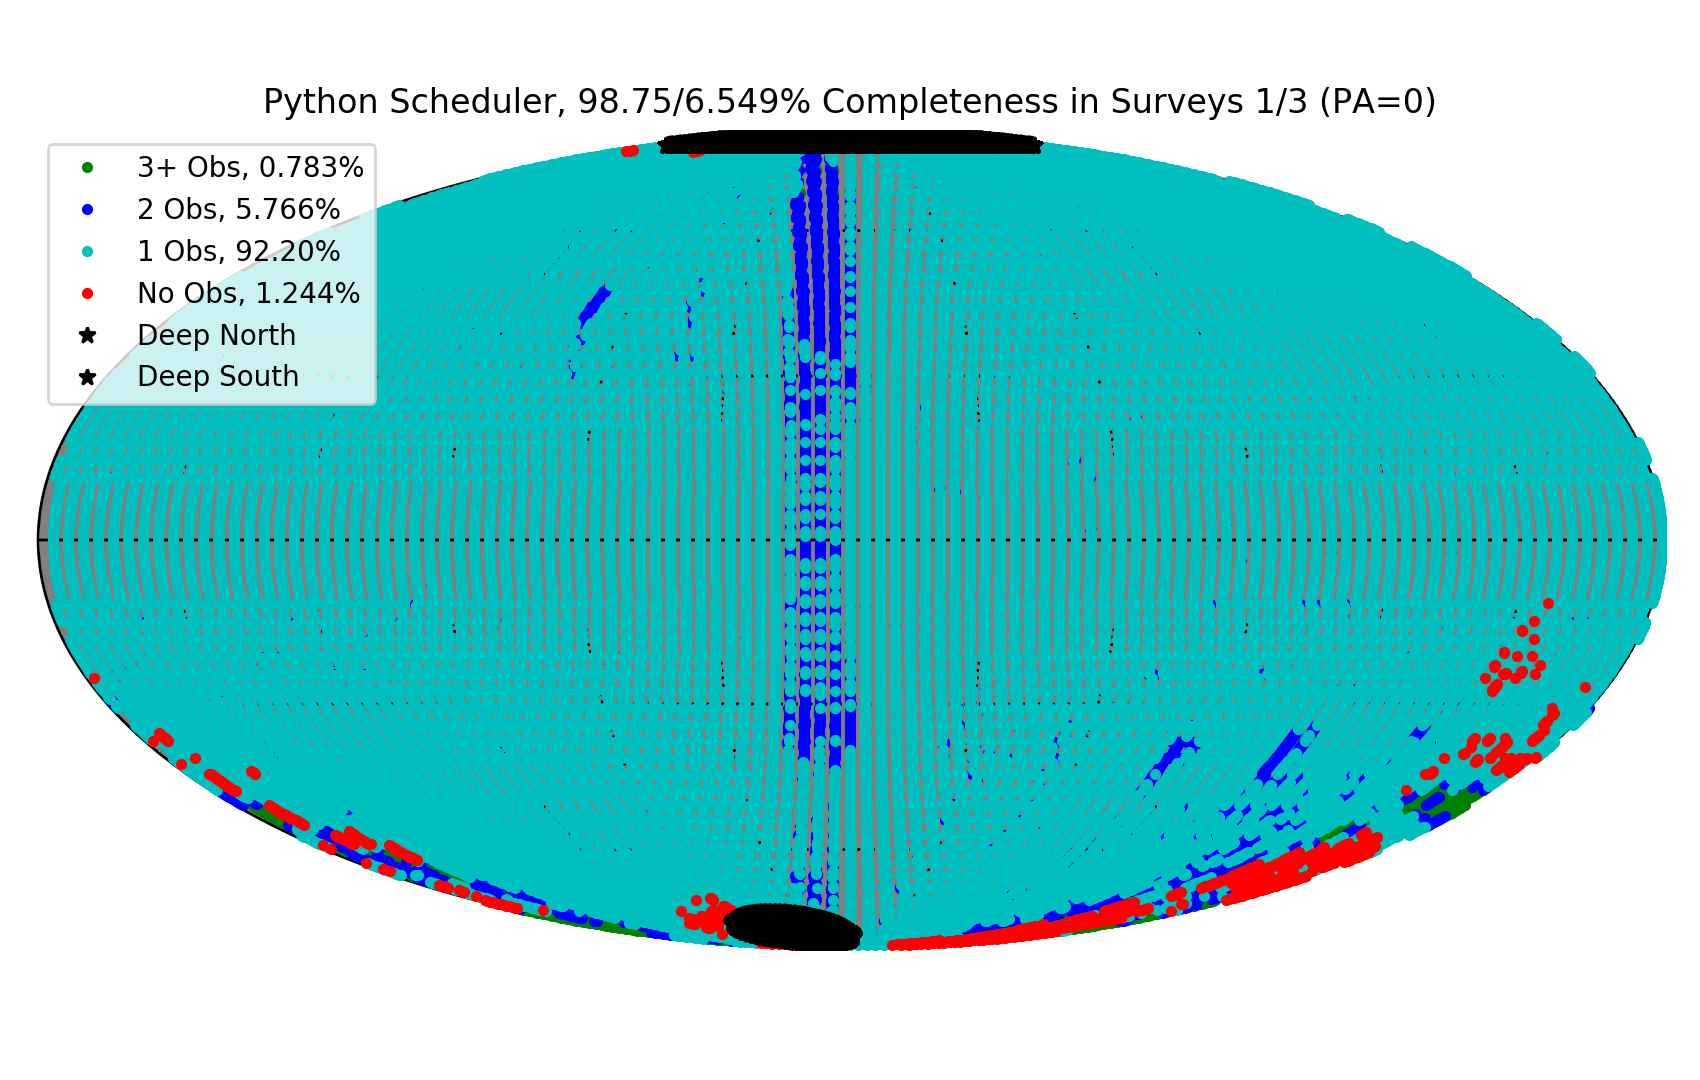 Python Scheduler, 98.75/6.549% Completeness in Surveys 1/3 (PA=0)
3+ Obs, 0.783%
2 Obs, 5.766%
1 Obs, 92.20%
No Obs, 1.244%
Deep North
Deep South